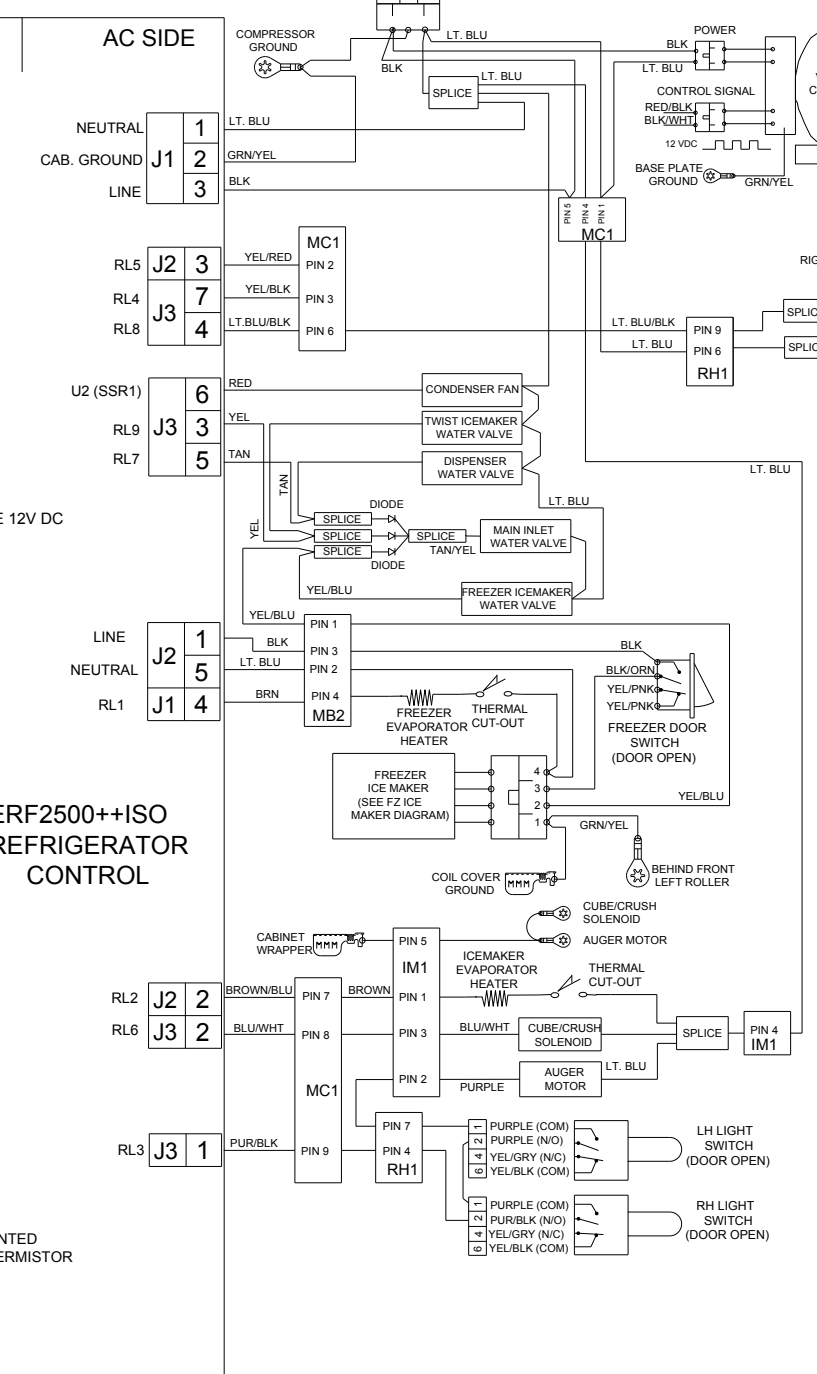 AC SIDE
COMPRESSOR
GROUND
LT. BLU
BLK
LT. BLU
SPLICE
POWER
BLK
LT. BLU
CONTROL SIGNAL
RED/BLK
BLK/WHT
12 VDC
BASE PLATE
GROUND
GRN/YEL
NEUTRAL
CAB. GROUND
LINE
J1
1
2
3
LT. BLU
GRN/YEL
BLK
PIN 5
PIN 4
PIN 1
MC1
RL5
RL4
RL8
J2
J3
3
7
4
YEL/RED
YEL/BLK
LT.BLU/BLK
MC1
PIN 2
PIN 3
PIN 6
LT. BLU/BLK
LT. BLU
PIN 9
PIN 6
RH1
RIG
SPLIC
SPLIC
U2 (SSR1)
RL9
RL7
J3
6
3
5
RED
YEL
TAN
CONDENSER FAN
TWIST ICEMAKER
WATER VALVE
DISPENSER
WATER VALVE
LT. BLU
LT. BLU
TAN
YEL
DIODE
SPLICE
SPLICE
SPLICE
DIODE
SPLICE
TAN/YEL
MAIN INLET
WATER VALVE
YEL/BLU
FREEZER ICEMAKER
WATER VALVE
E 12V DC
YEL/BLU
LINE
NEUTRAL
RL1
J2
J1
1
5
4
BLK
LT. BLU
BRN
PIN 1
PIN 3
PIN 2
PIN 4
MB2
FREEZER
EVAPORATOR
HEATER
THERMAL
CUT-OUT
BLK
BLK/ORN
YEL/PNK
YEL/PNK
FREEZER DOOR
SWITCH
(DOOR OPEN)
FREEZER
ICE MAKER
(SEE FZ ICE
MAKER DIAGRAM)
4
3
2
1
YEL/BLU
GRN/YEL
COIL COVER
GROUND
BEHIND FRONT
LEFT ROLLER
ERF2500++ISO
REFRIGERATOR
CONTROL
CUBE/CRUSH
SOLENOID
AUGER MOTOR
CABINET
WRAPPER
PIN 5
IM1
PIN 1
PIN 3
PIN 2
ICEMAKER
EVAPORATOR
HEATER
THERMAL
CUT-OUT
RL2
RL6
J2
J3
2
2
BROWN/BLU
BLU/WHT
PIN 7
PIN 8
MC1
PIN 9
BROWN
BLU/WHT
CUBE/CRUSH
SOLENOID
SPLICE
PIN 4
IM1
PURPLE
AUGER
MOTOR
LT. BLU
RL3
J3
1
PUR/BLK
PIN 7
PIN 4
RH1
1
2
4
6
PURPLE (COM)
PURPLE (N/O)
YEL/GRY (N/C)
YEL/BLK (COM)
LH LIGHT
SWITCH
(DOOR OPEN)
1
2
4
6
PURPLE (COM)
PUR/BLK (N/O)
YEL/GRY (N/C)
YEL/BLK (COM)
RH LIGHT
SWITCH
(DOOR OPEN)
NTED
ERMISTOR